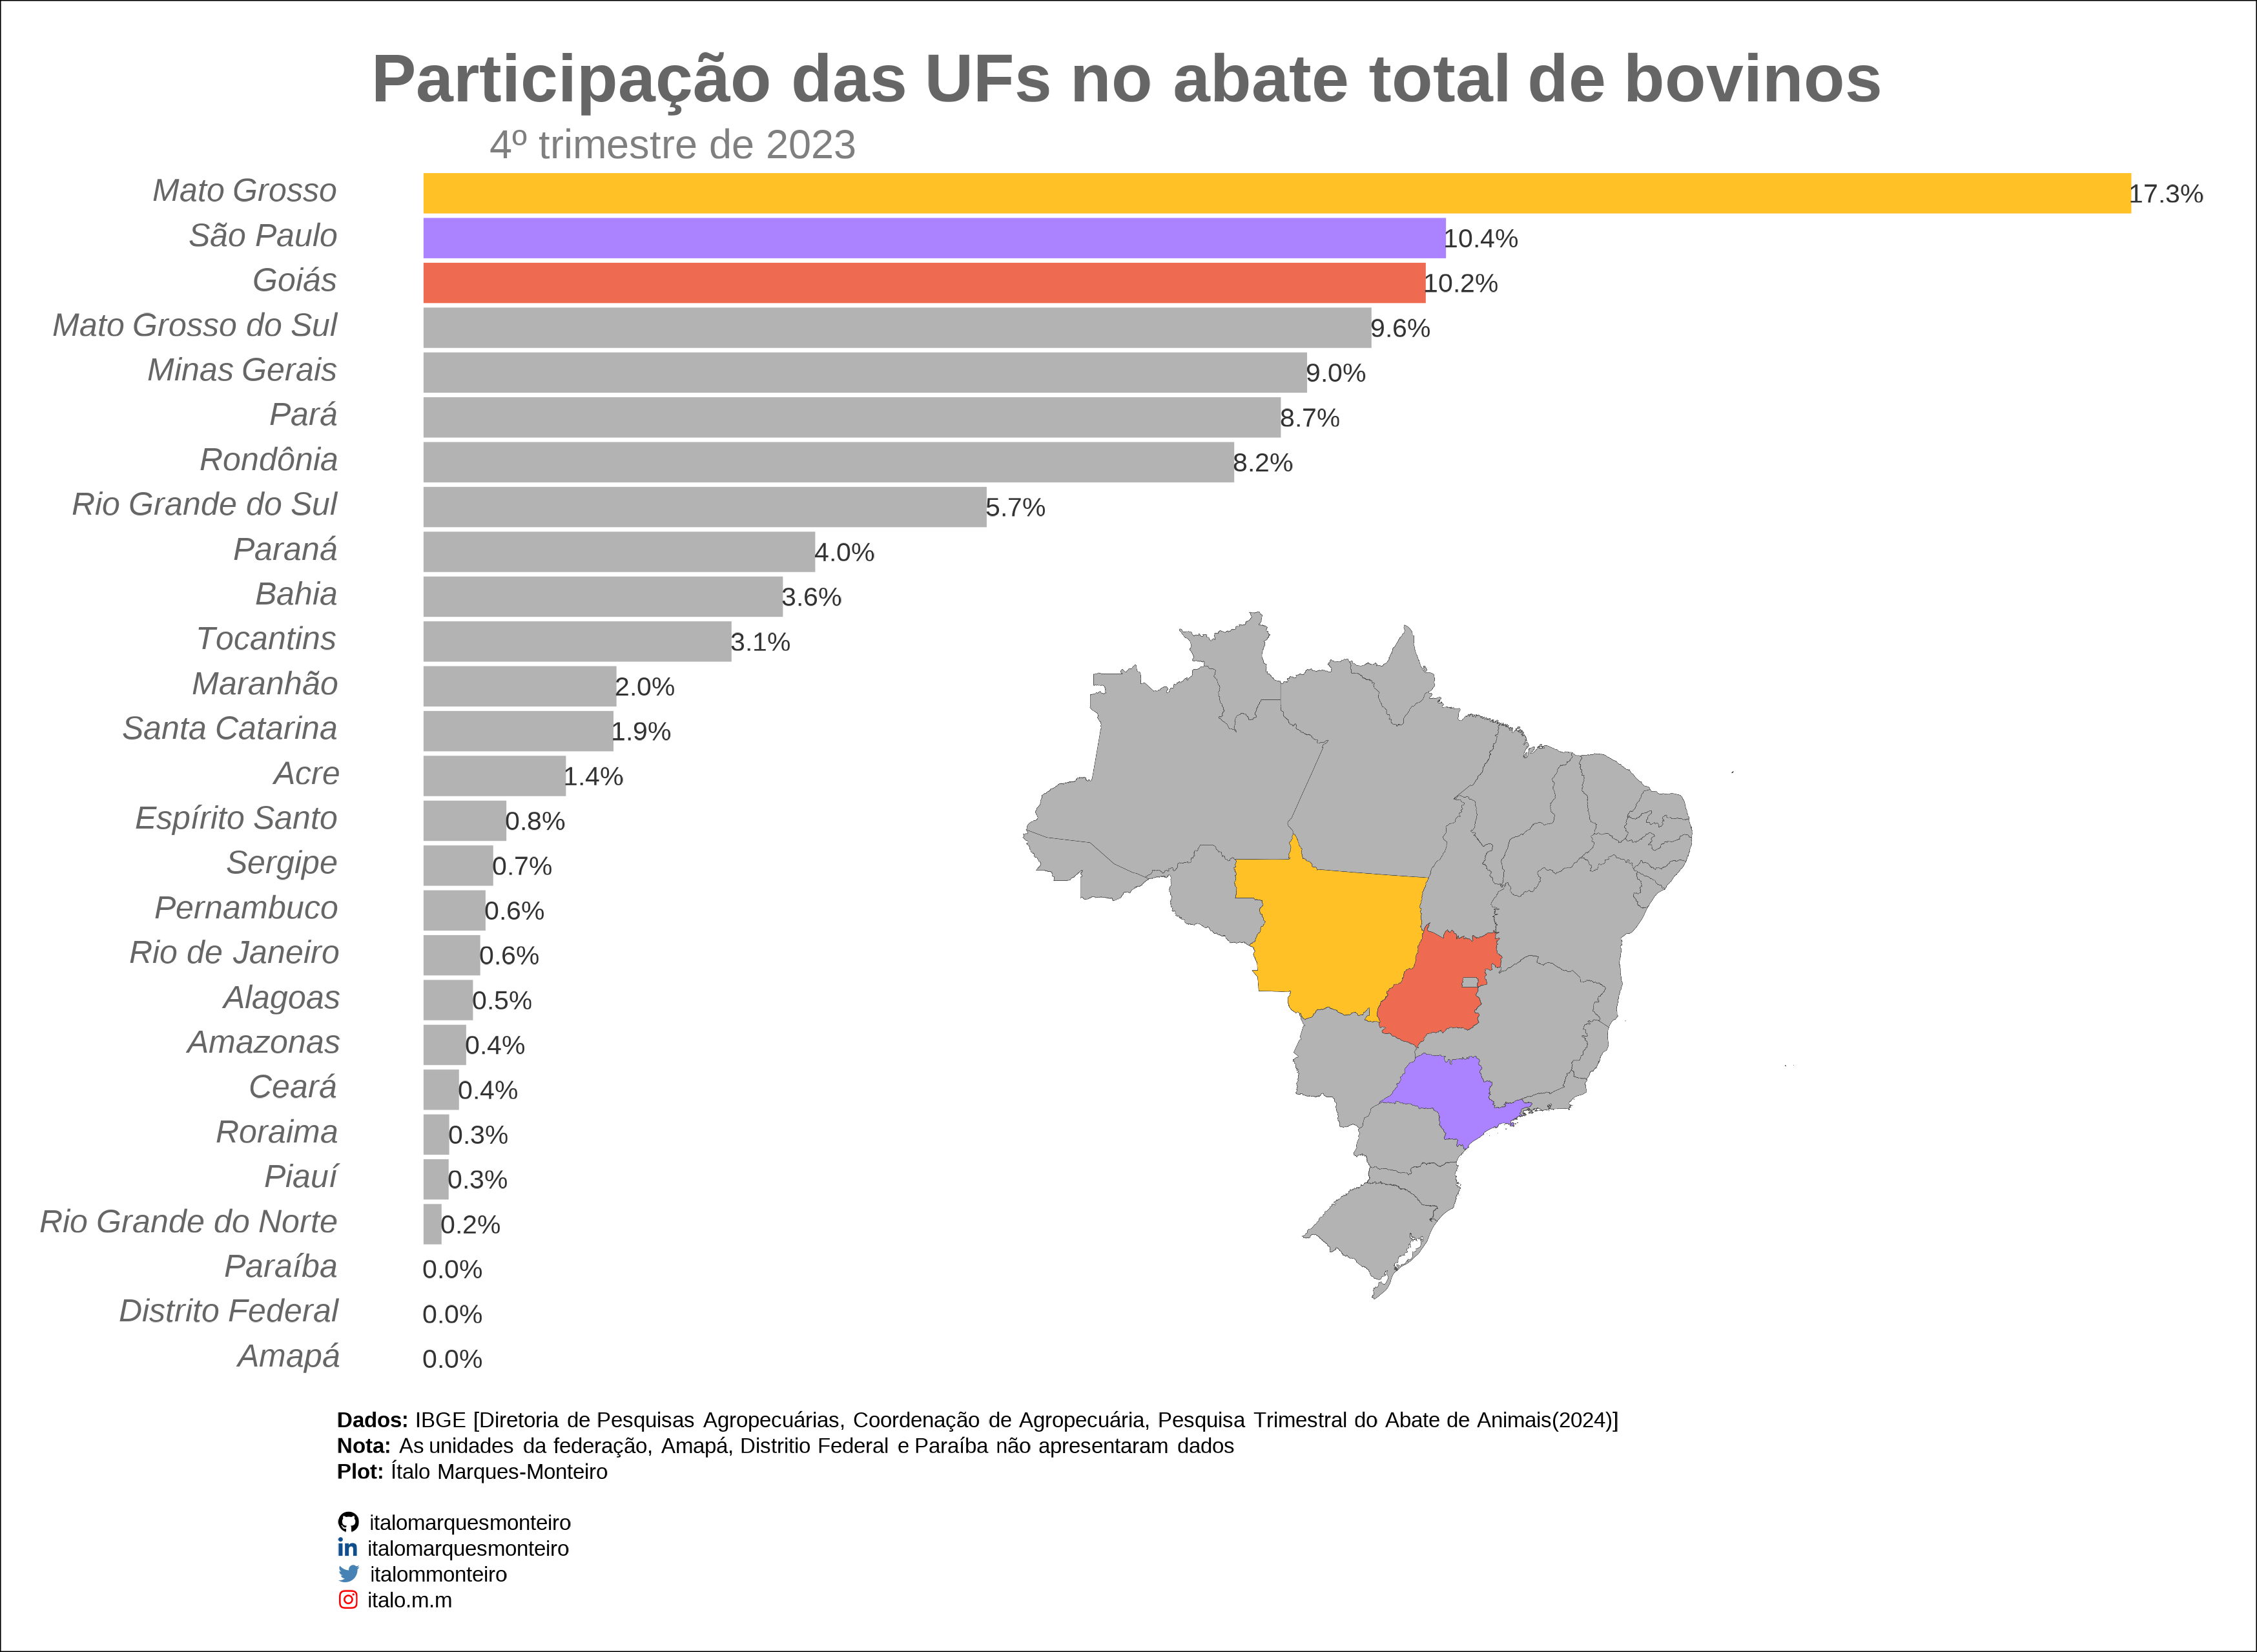 Participação das UFs no abate total de bovinos
4º trimestre de 2023
Mato Grosso 17.3%
São Paulo 10.4%
Goiás 10.2%
Mato Grosso do Sul 9.6%
Minas Gerais 9.0%
Pará 8.7%
Rondônia 8.2%
Rio Grande do Sul 5.7%
Paraná 4.0%
Bahia 3.6%
Tocantins 3.1%
Maranhão 2.0%
Santa Catarina 1.9%
Acre 1.4%
Espírito Santo 0.8%
Sergipe 0.7%
Pernambuco 0.6%
Rio de Janeiro 0.6%
Alagoas 0.5%
Amazonas 0.4%
Ceará 0.4%
Roraima 0.3%
Piauí 0.3%
Rio Grande do Norte 0.2%
Paraíba 0.0%
Distrito Federal 0.0%
Amapá 0.0%
Dados: IBGE [Diretoria de Pesquisas Agropecuárias, Coordenação de Agropecuária, Pesquisa Trimestral do Abate de Animais(2024)]
Nota: As unidades da federação, Amapá, Distritio Federal e Paraíba não apresentaram dados
Plot: Ítalo Marques-Monteiro
italomarquesmonteiro
italomarquesmonteiro
italommonteiro
italo.m.m